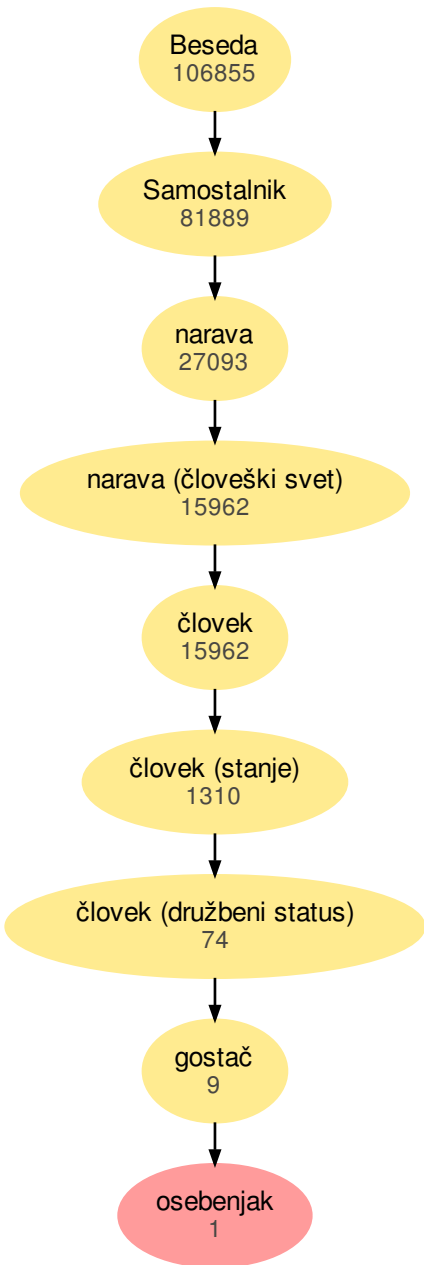 Beseda
106855
Samostalnik
81889
narava
27093
narava (človeški svet)
15962
človek
15962
človek (stanje)
1310
človek (družbeni status)
74
gostač
9
osebenjak
1